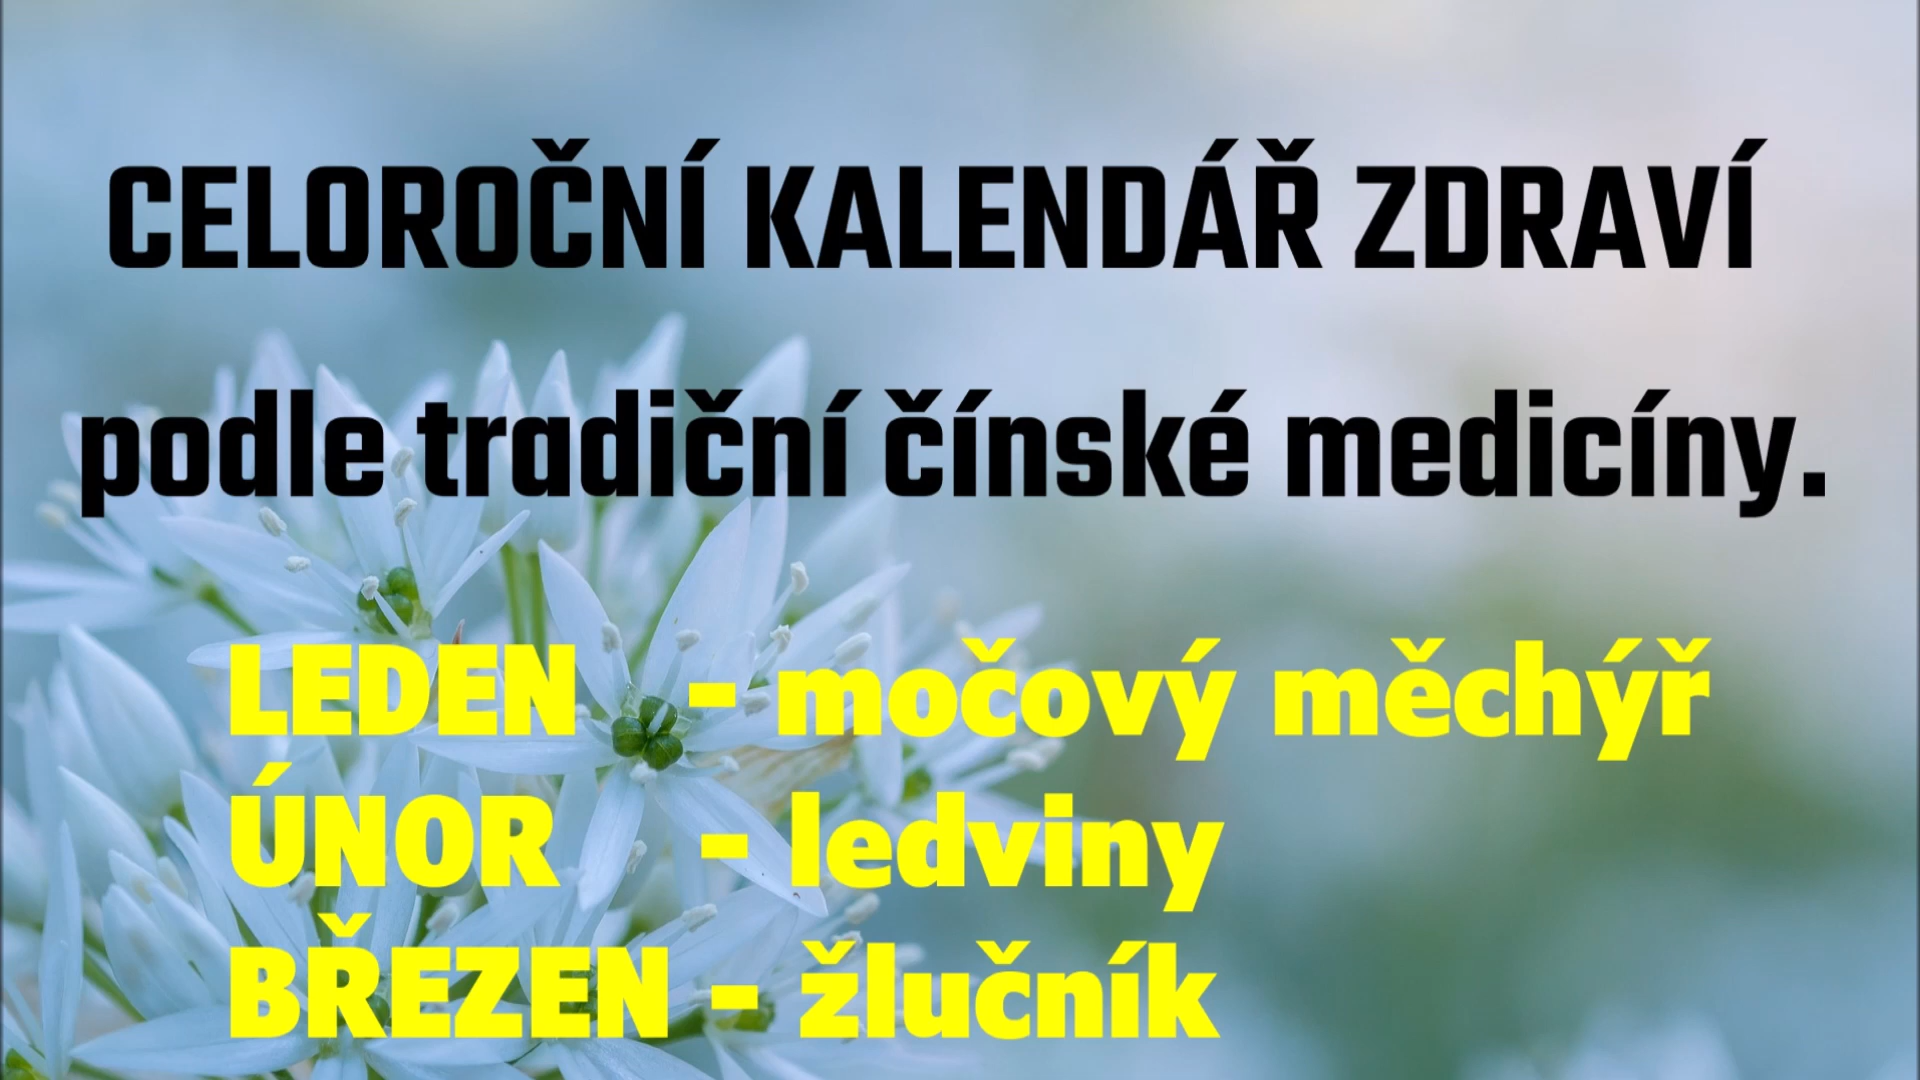 CELOROČNÍ KALENDÁŘ ZDRAVÍ
podle tradiční čínské medicíny.
LEDEN - močový měchýř
ÚNOR - ledviny
BŘEZEN - žlučník